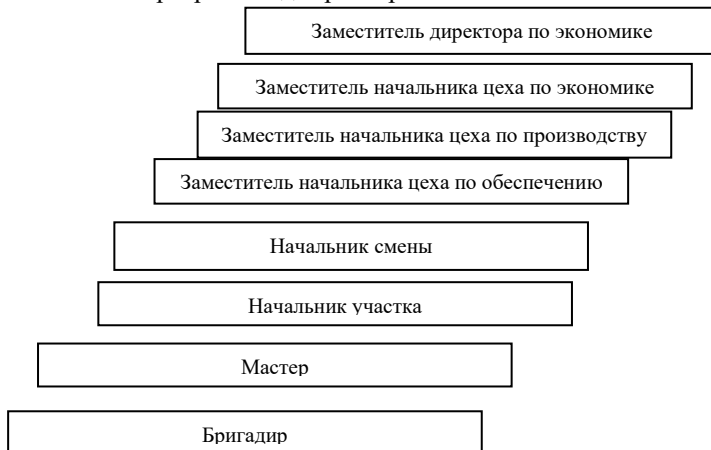 Заместитель директора по экономике
Заместитель начальника цеха по экономике
Заместитель начальника цеха по производству
Заместитель начальника цеха по обеспечению
Начальник смены
Начальник участка
Мастер
Бригадир